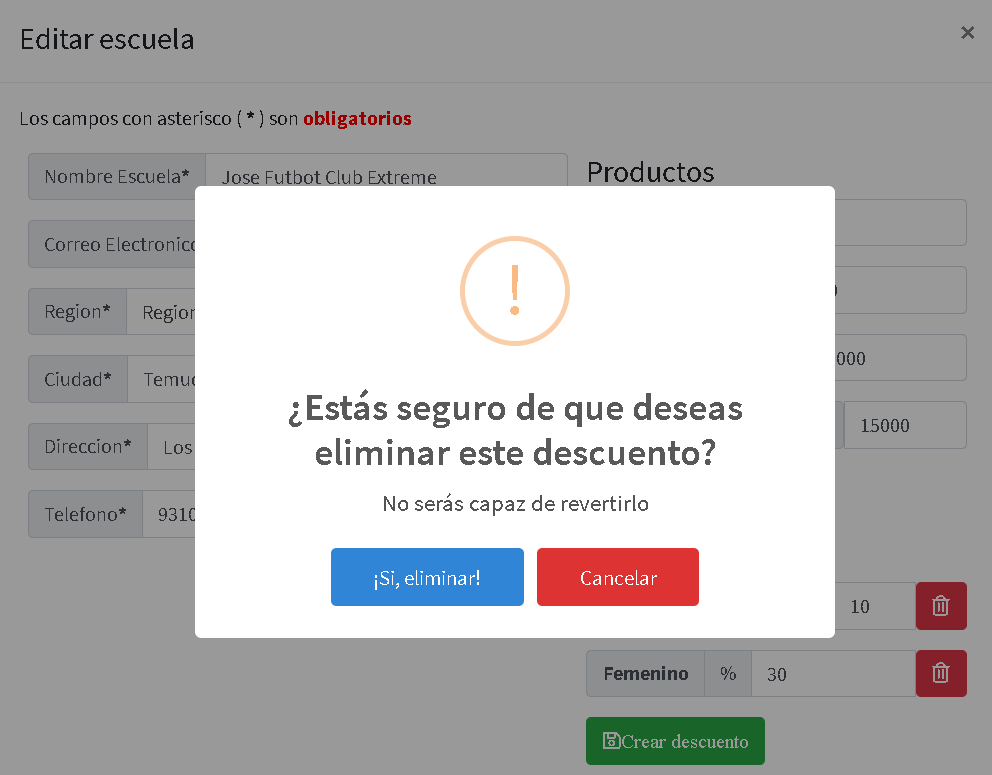 Editar escuela
×
Los campos con asterisco ( * ) son obligatorios
Nombre Escuela* Jose Futbot Club Extreme
Productos
Correo Electronico
Region* Region
Ciudad*
000
Direccion* Los
15000
Telefono* 9310
¿Estás seguro de que deseas
eliminar este descuento?
No serás capaz de revertirlo
¡Si, eliminar!
Cancelar
10
Femenino % 30
Crear descuento